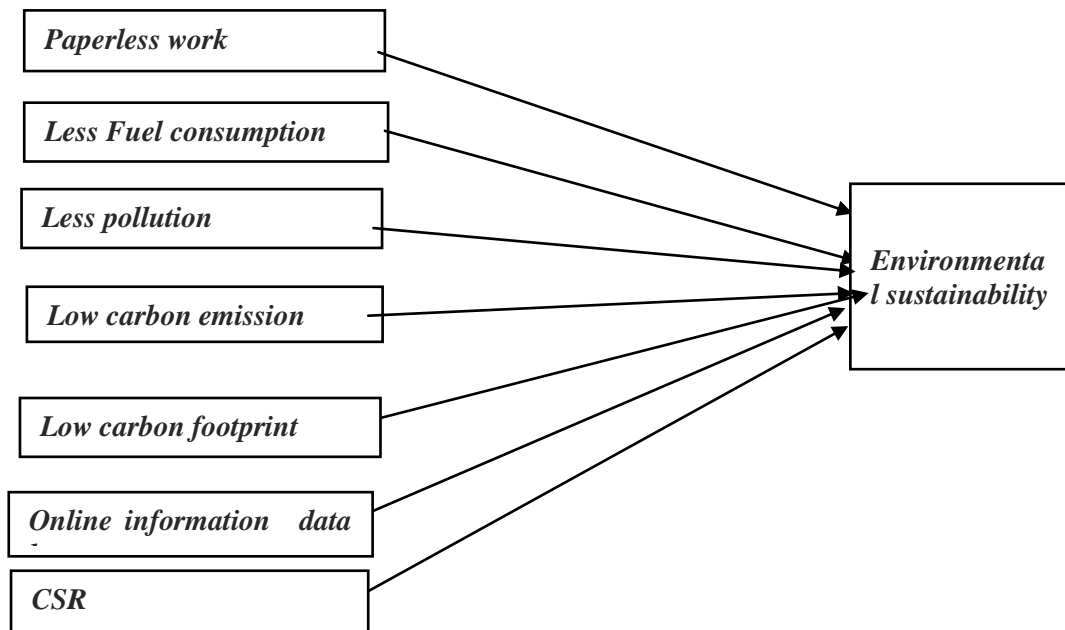 Paperless work
Less Fuel consumption
Less pollution
Environmenta
l sustainability
Low carbon emission
Low carbon footprint
Online information data
CSR